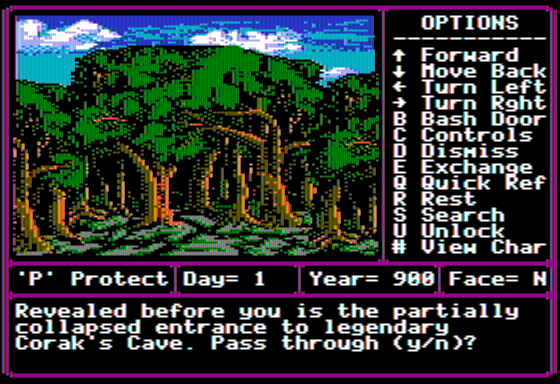 OPTIONS
------------
↑ Forward
↓ Move Back
← Turn Left
→ Turn Rght
B Bash Door
C Controls
D Dismiss
E Exchange
Q Quick Ref
R Rest
S Search
U Unlock
# View Char
'P' Protect Day= 1 Year= 900 Face= N
Revealed before you is the partially
collapsed entrance to legendary
Corak's Cave. Pass through (y/n)?